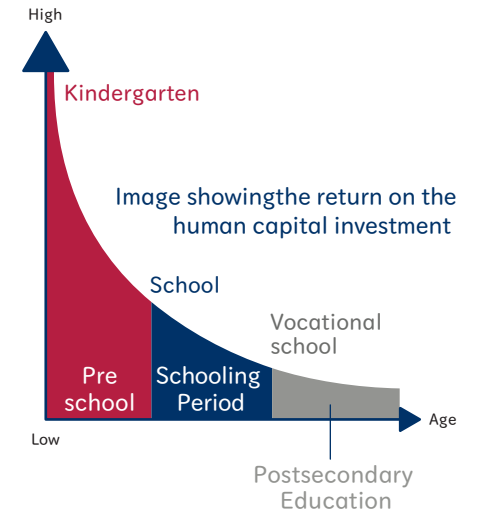 High
Kindergarten
Image showingthe return on the
human capital investment
School
Vocational
school
Pre
school
Schooling
Period
Age
Low
Postsecondary
Education